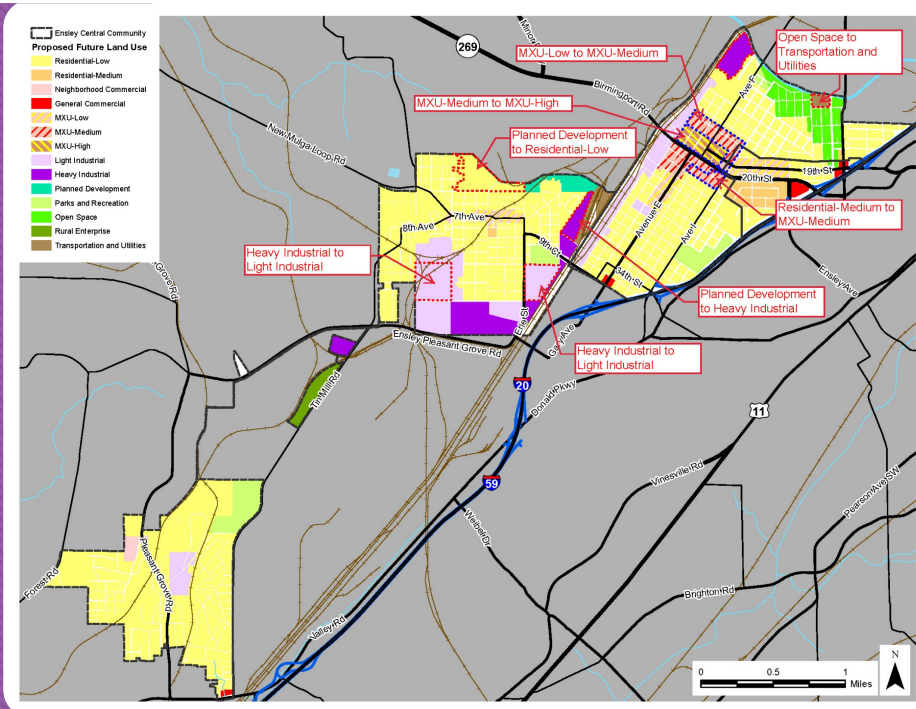 Ensley Central Community
Proposed Future Land Use
Residential-Low
Residential-Medium
Neighborhood Commercial
General Commercial
MXU-Low
MXU-Medium
MXU-High
Light Industrial
Heavy Industrial
Planned Development
Parks and Recreation
Open Space
Rural Enterprise
Transportation and Utilities
269
Birmingport Rd
MXU-Low to MXU-Medium
Open Space to
Transportation and
Utilities
MXU-Medium to MXU-High
Ave F
Planned Development
to Residential-Low
New Mulga Loop Rd
19th St
20th St
7th Ave
8th Ave
Avenue E
Ave I
Residential-Medium to
MXU-Medium
9th Ct
34th St
Ensley Ave
Heavy Industrial to
Light Industrial
Planned Development
to Heavy Industrial
Erie St
Gary Ave
Ensley Pleasant Grove Rd
Heavy Industrial to
Light Industrial
Tin Mill Rd
20
Donald Pkwy
11
Vinesville Rd
Pearson Ave SW
59
Weibel Dr
Forest Rd
Pleasant Grove Rd
Brighton Rd
Valley Rd
N
0 0.5 1
Miles